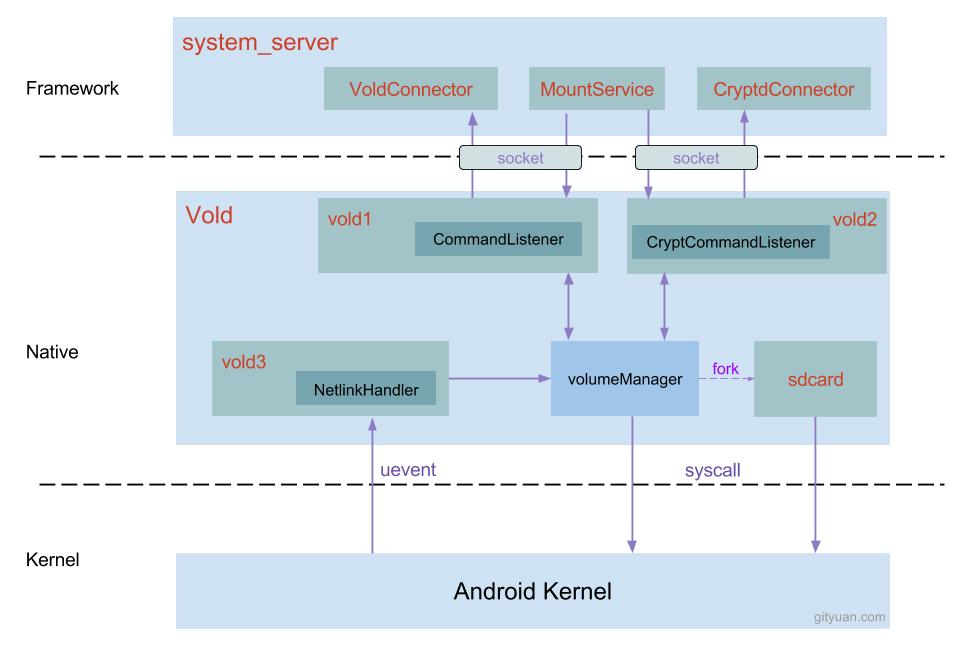 system_server
Framework
VoldConnector
MountService
CryptdConnector
socket
socket
Vold
vold1
CommandListener
vold2
CryptCommandListener
Native
vold3
NetlinkHandler
volumeManager
fork
sdcard
uevent
syscall
Kernel
Android Kernel
gityuan.com